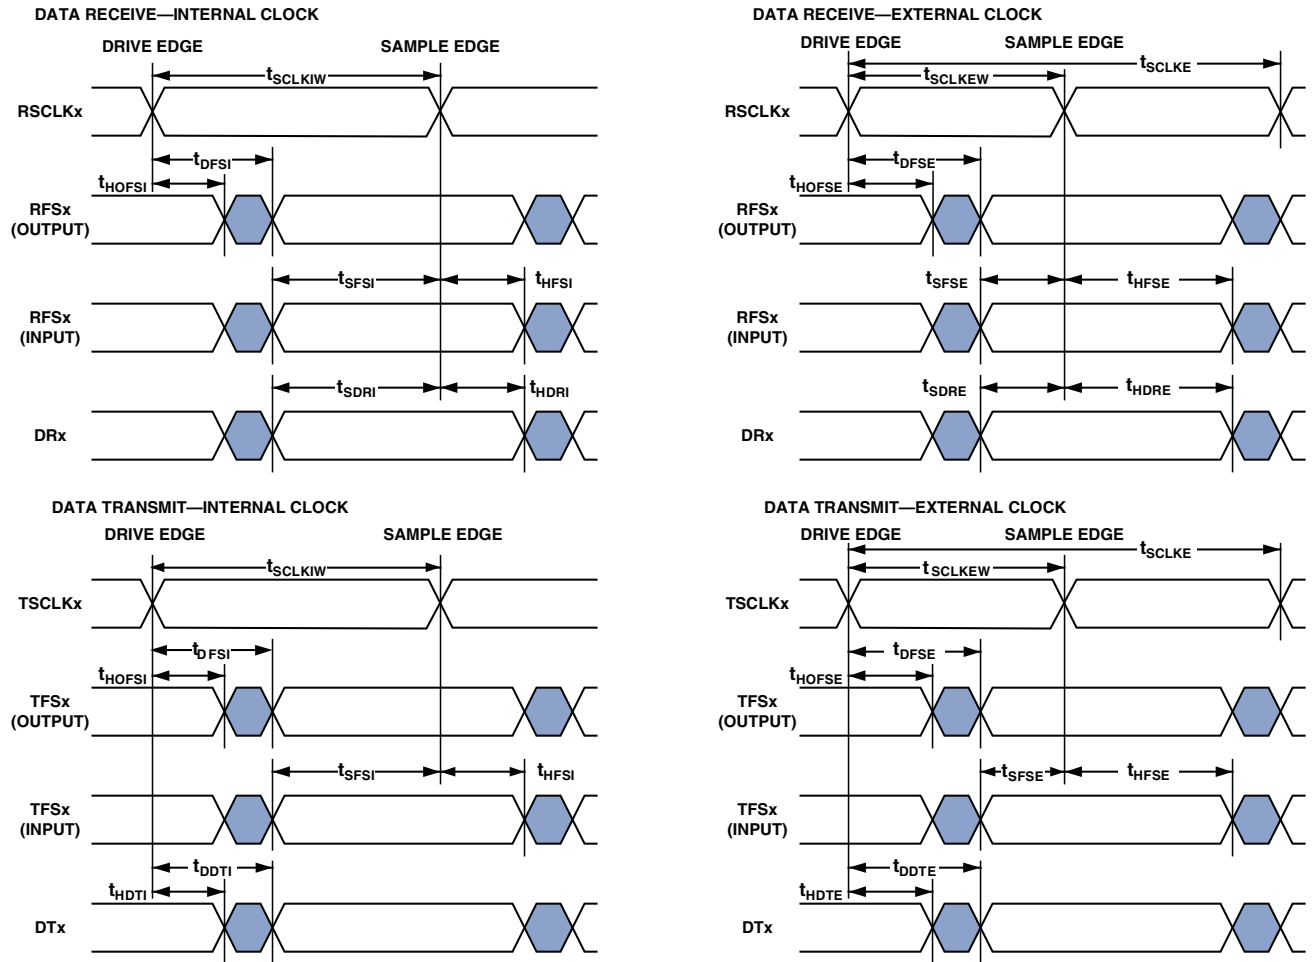 DATA RECEIVE—INTERNAL CLOCK
DRIVE EDGE
SAMPLE EDGE
tSCLKIW
RSCLKx
tDFSI
tHOFSI
RFSx
(OUTPUT)
tSFSI
tHFSI
RFSx
(INPUT)
tSDRI
tHDRI
DRx
DATA RECEIVE—EXTERNAL CLOCK
DRIVE EDGE
SAMPLE EDGE
tSCLKE
tSCLKEW
RSCLKx
tDFSE
tHOFSE
RFSx
(OUTPUT)
tSFSE
tHFSE
RFSx
(INPUT)
tSDRE
tHDRE
DRx
DATA TRANSMIT—INTERNAL CLOCK
DRIVE EDGE
SAMPLE EDGE
tSCLKIW
TSCLKx
tDFSI
tHOFSI
TFSx
(OUTPUT)
tSFSI
tHFSI
TFSx
(INPUT)
tDDTI
tHDTI
DTx
DATA TRANSMIT—EXTERNAL CLOCK
DRIVE EDGE
SAMPLE EDGE
tSCLKE
tSCLKEW
TSCLKx
tDFSE
tHOFSE
TFSx
(OUTPUT)
tSFSE
tHFSE
TFSx
(INPUT)
tDDTE
tHDTE
DTx